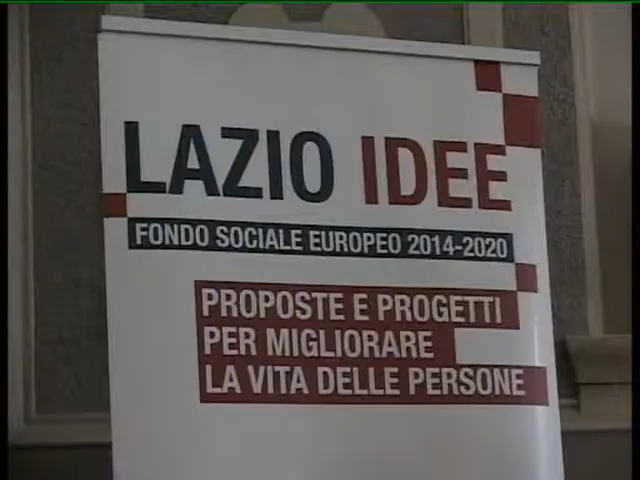 LAZIO IDEE
FONDO SOCIALE EUROPEO 2014-2020
PROPOSTE E PROGETTI
PER MIGLIORARE
LA VITA DELLE PERSONE